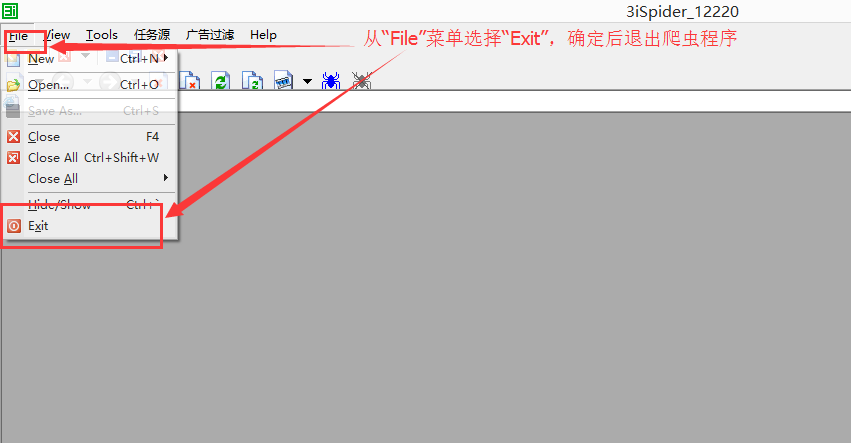 3i
3iSpider_12220
File View Tools 任务源 广告过滤 Help
从“File”菜单选择“Exit”，确定后退出爬虫程序
New Ctrl+N
Open... Ctrl+O
Save As... Ctrl+S
Close F4
Close All Ctrl+Shift+W
Close All
Hide/Show Ctrl+`
Exit